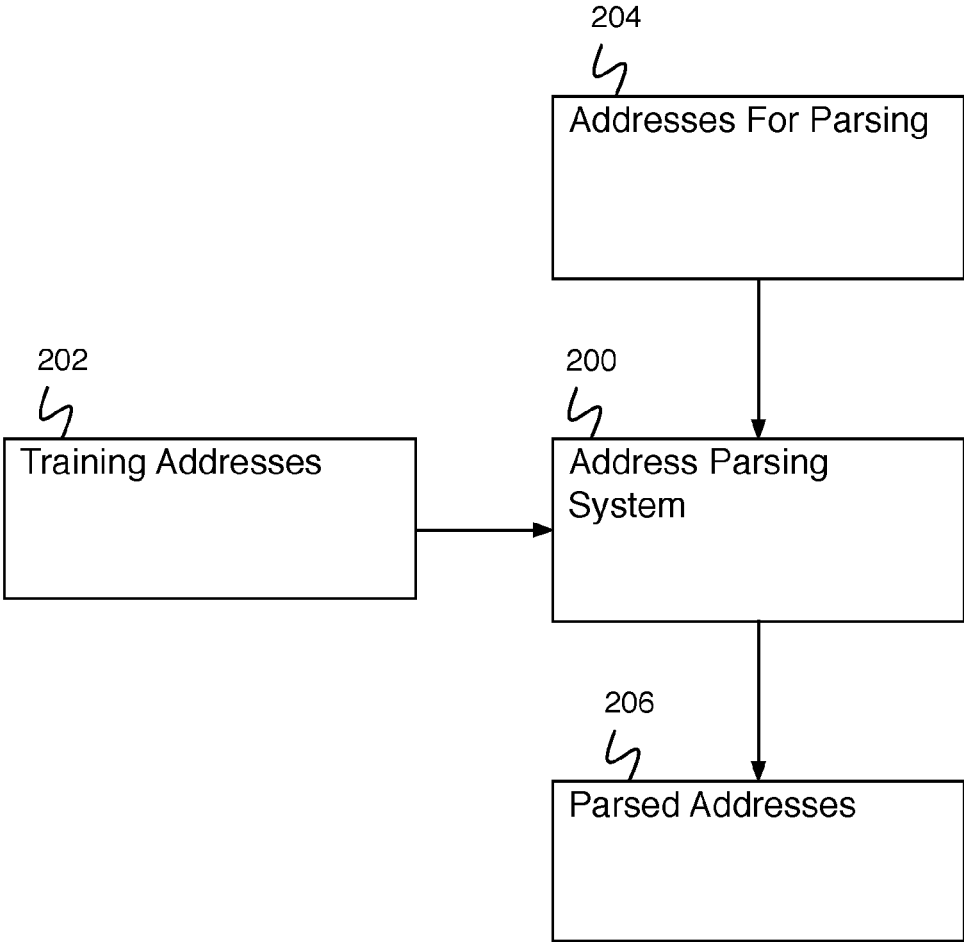 204
Addresses For Parsing
202
Training Addresses
200
Address Parsing
System
206
Parsed Addresses